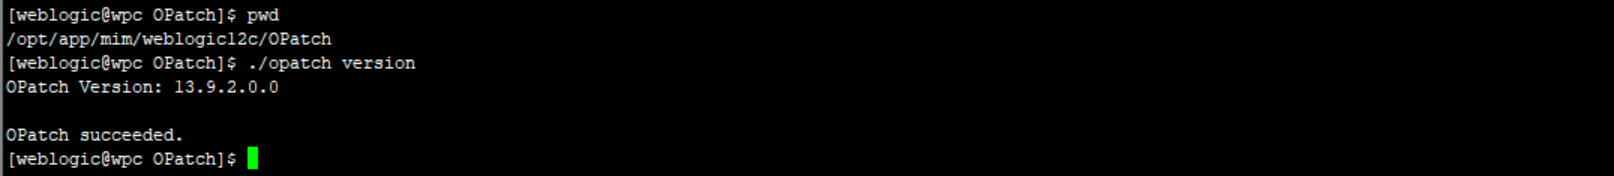 [weblogic@wpc OPatch]$ pwd
/opt/app/mim/weblogic12c/OPatch
[weblogic@wpc OPatch]$ ./opatch version
OPatch Version: 13.9.2.0.0
OPatch succeeded.
[weblogic@wpc OPatch]$